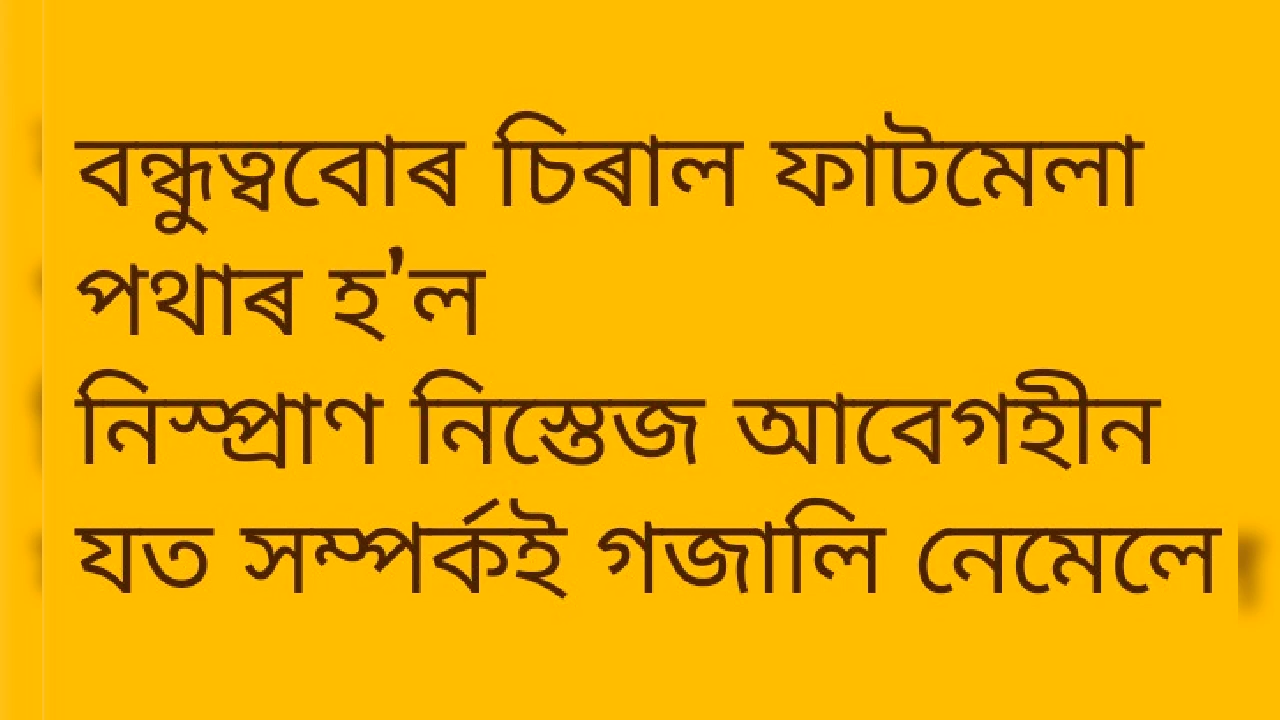 বন্ধুত্ববোৰ চিৰাল ফাটমেলা
পথাৰ হ'ল
নিস্প্ৰাণ নিস্তেজ আবেগহীন
যত সম্পৰ্কই গজালি নেমেলে